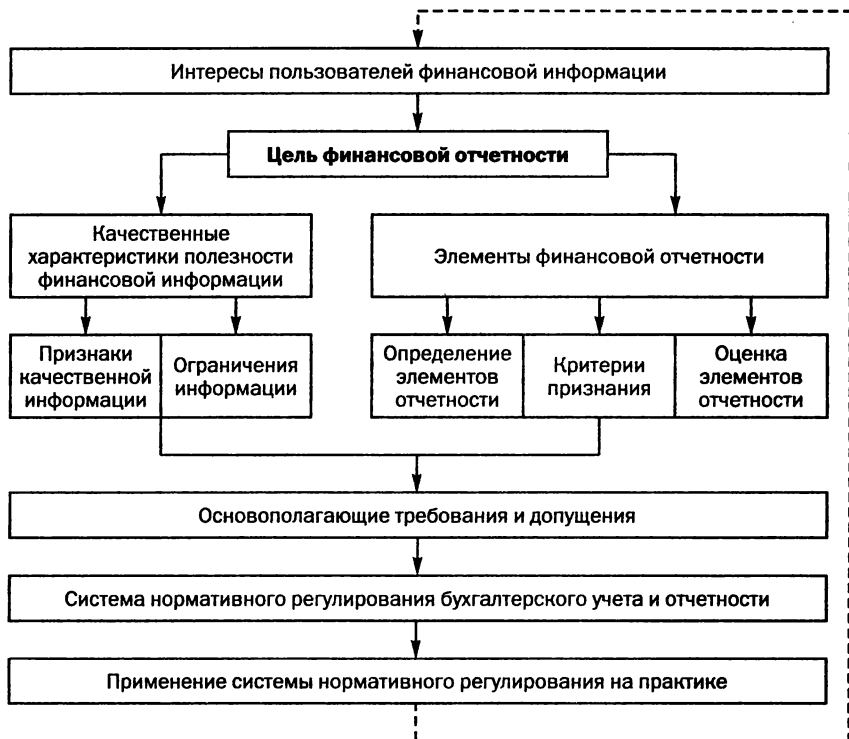 Интересы пользователей финансовой информации
Цель финансовой отчетности
Качественные
характеристики полезности
финансовой информации
Элементы финансовой отчетности
Признаки
качественной
информации
Ограничения
информации
Определение
элементов
отчетности
Критерии
признания
Оценка
элементов
отчетности
Основополагающие требования и допущения
Система нормативного регулирования бухгалтерского учета и отчетности
Применение системы нормативного регулирования на практике